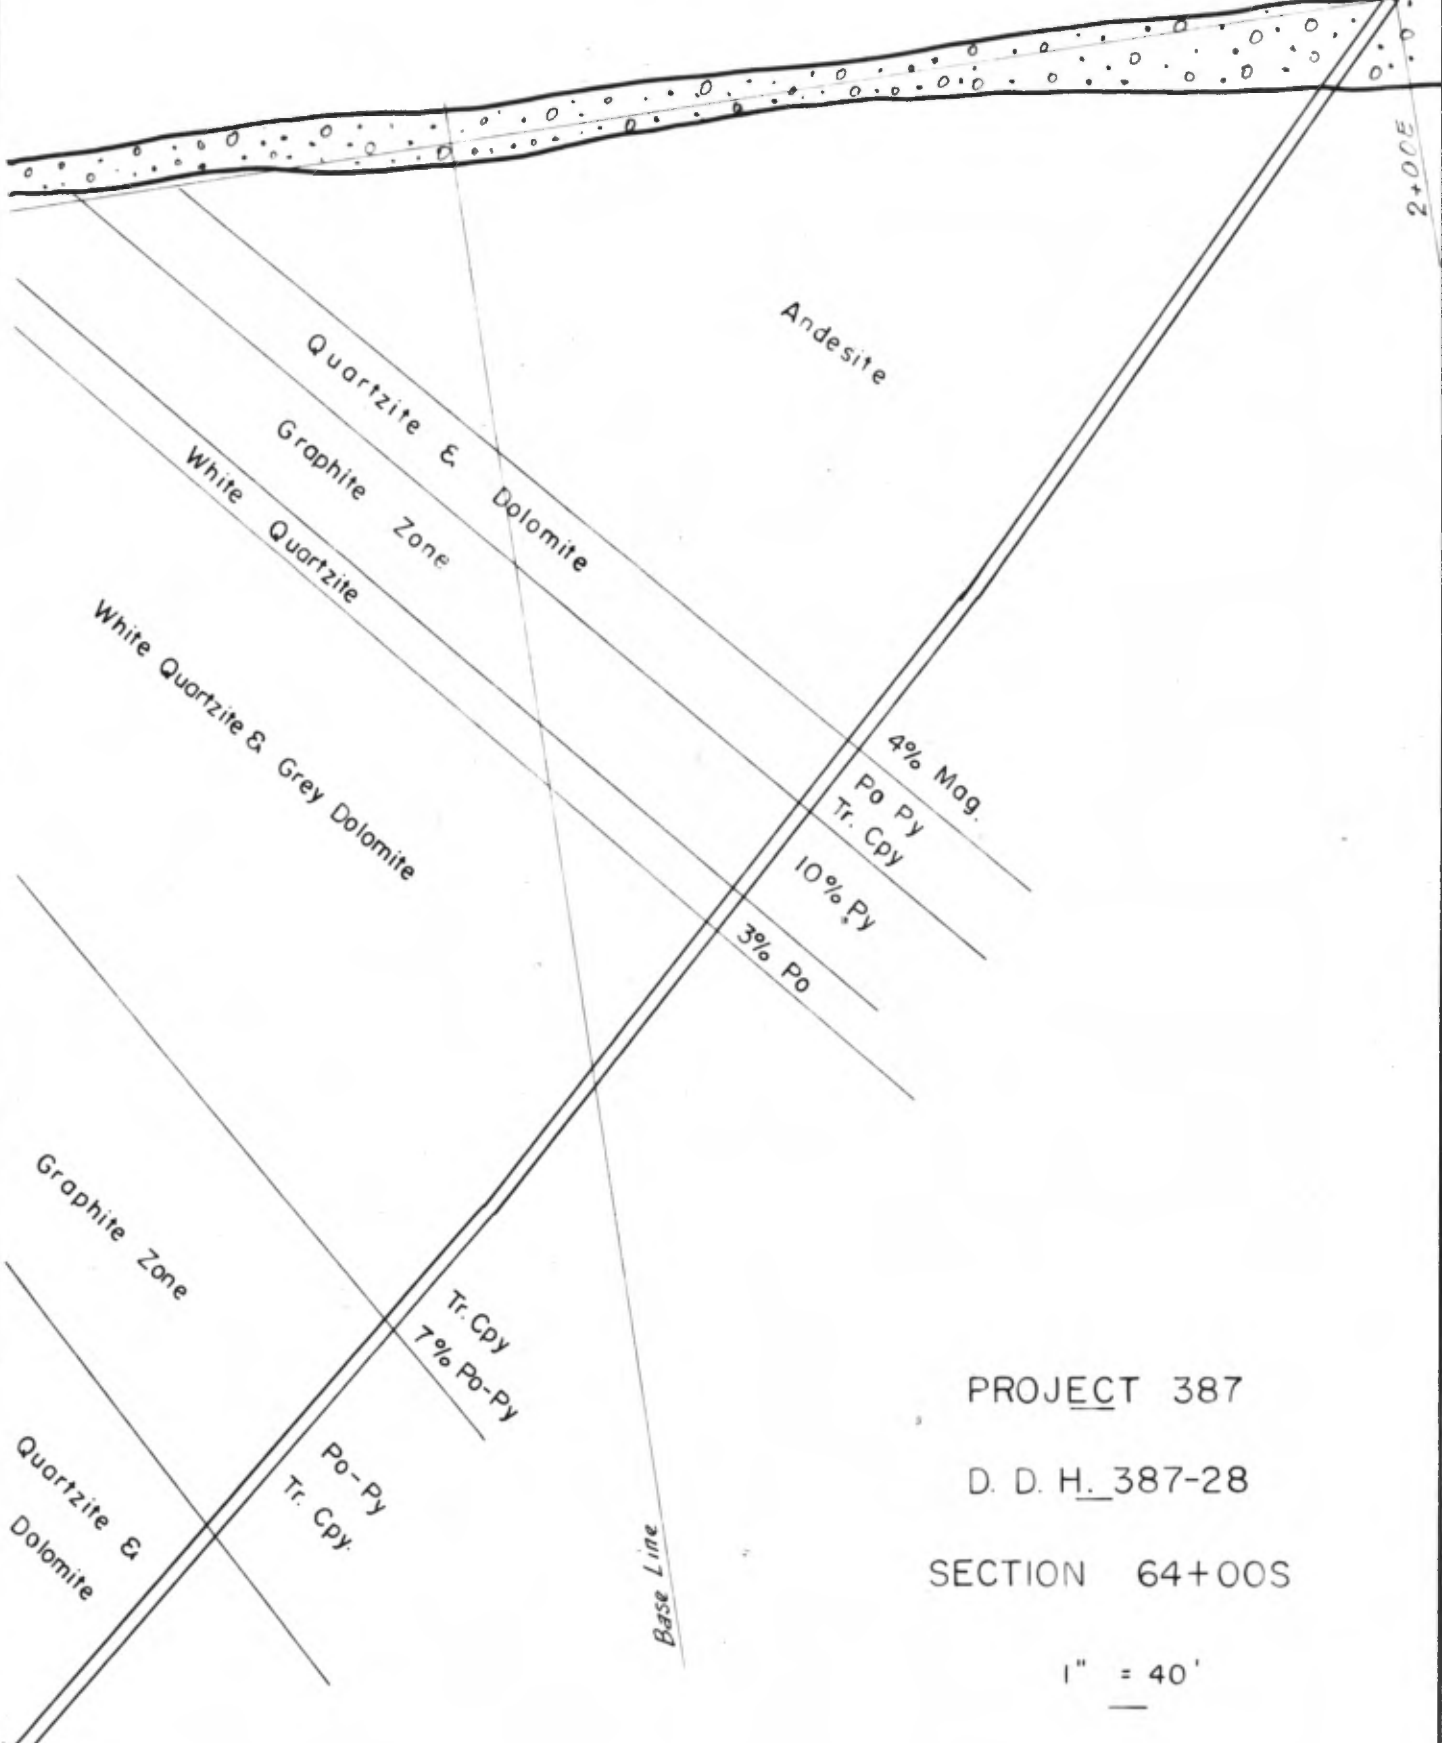 2+00E
Andesite
Quartzite & Dolomite
Graphite Zone
White Quartzite
White Quartzite & Grey Dolomite
4% Mag.
Po Py
Tr. Cpy
10% Py
3% Po
Graphite Zone
Tr. Cpy
7% Po-Py
Quartzite &
Dolomite
Po-Py
Tr. Cpy.
Base Line
PROJECT 387
D. D. H. 387-28
SECTION 64+00S
1" = 40'